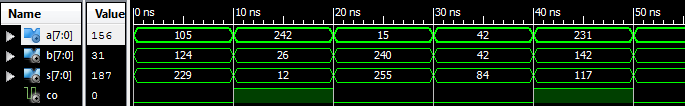 Name Value 0 ns 10 ns 20 ns 30 ns 40 ns 50 ns
a[7:0] 156 105 242 15 42 231
b[7:0] 31 124 26 240 42 142
s[7:0] 187 229 12 255 84 117
co 0